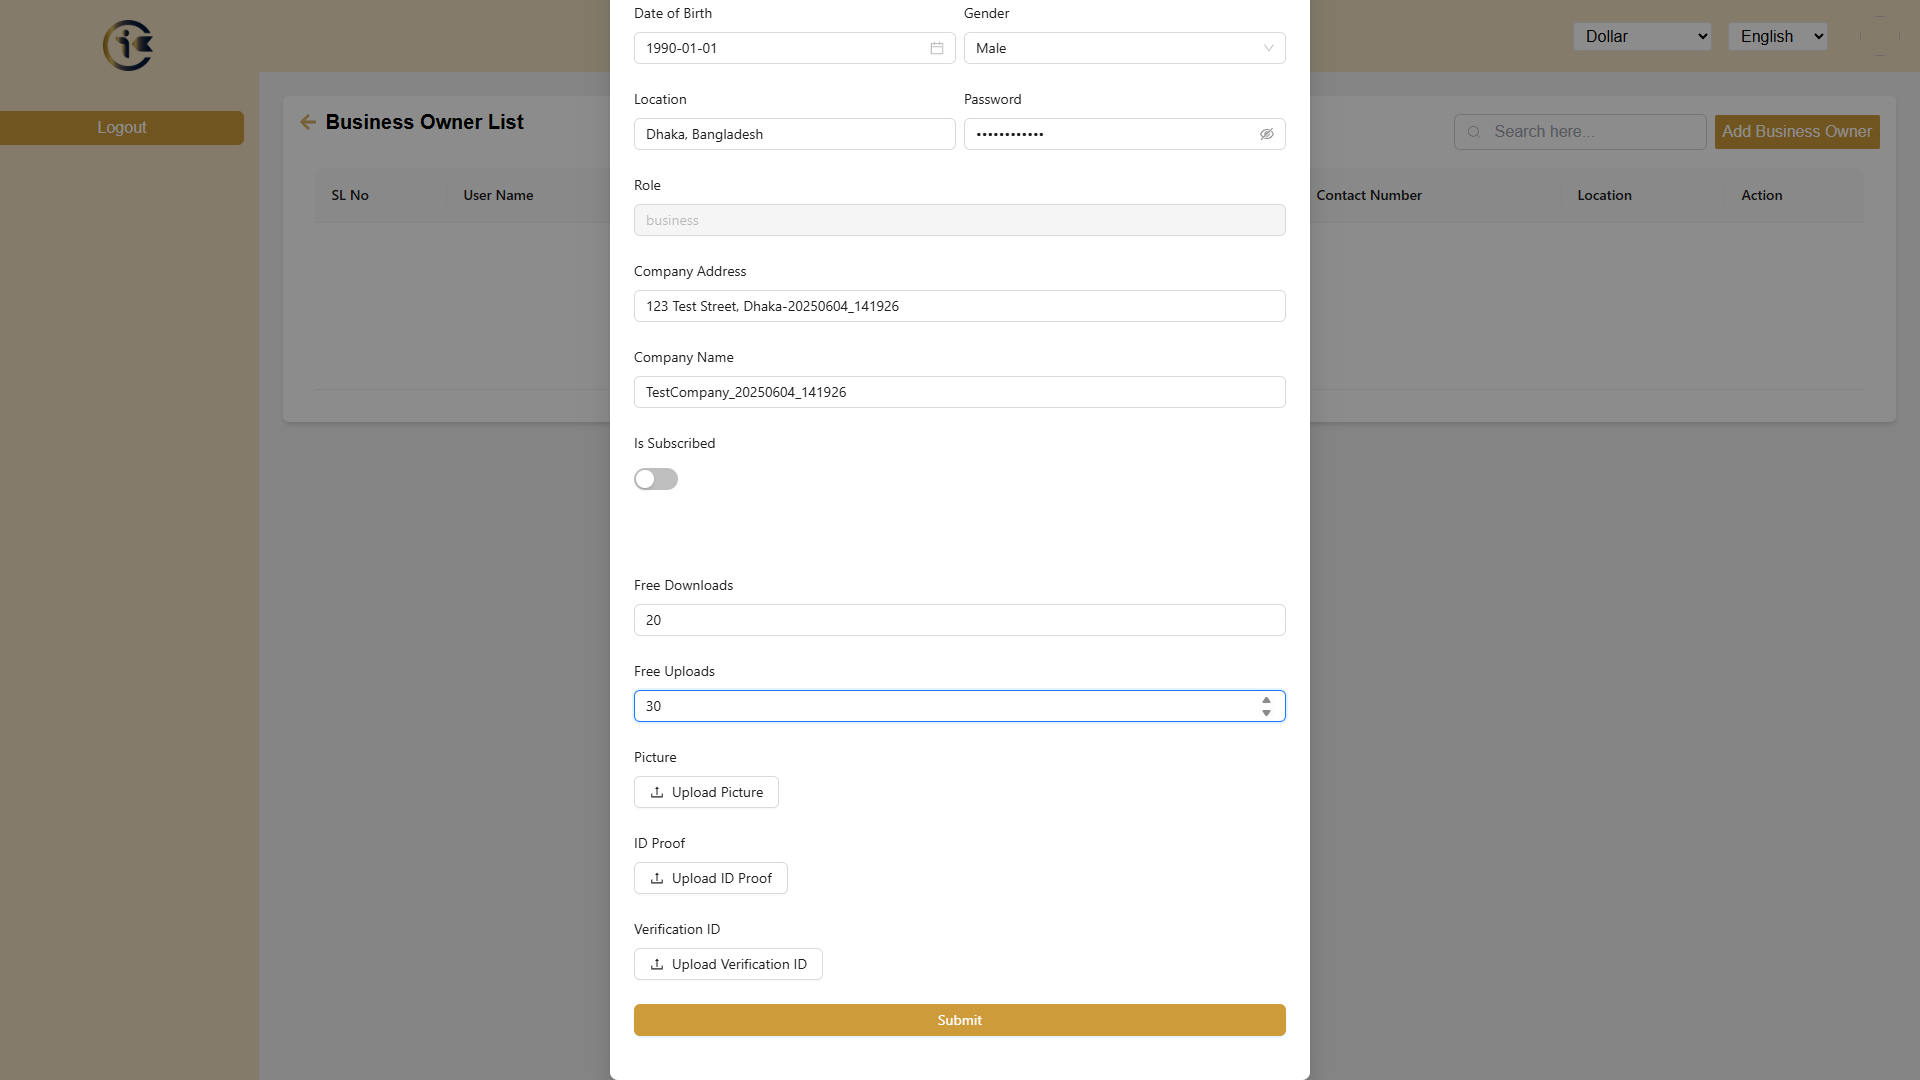 Dollar
English
Logout
Business Owner List
Search here...
Add Business Owner
SL No
User Name
Contact Number
Location
Action
Date of Birth
Gender
1990-01-01
Male
Location
Password
Dhaka, Bangladesh
••••••••••••
Role
business
Company Address
123 Test Street, Dhaka-20250604_141926
Company Name
TestCompany_20250604_141926
Is Subscribed
Free Downloads
20
Free Uploads
30
Picture
Upload Picture
ID Proof
Upload ID Proof
Verification ID
Upload Verification ID
Submit